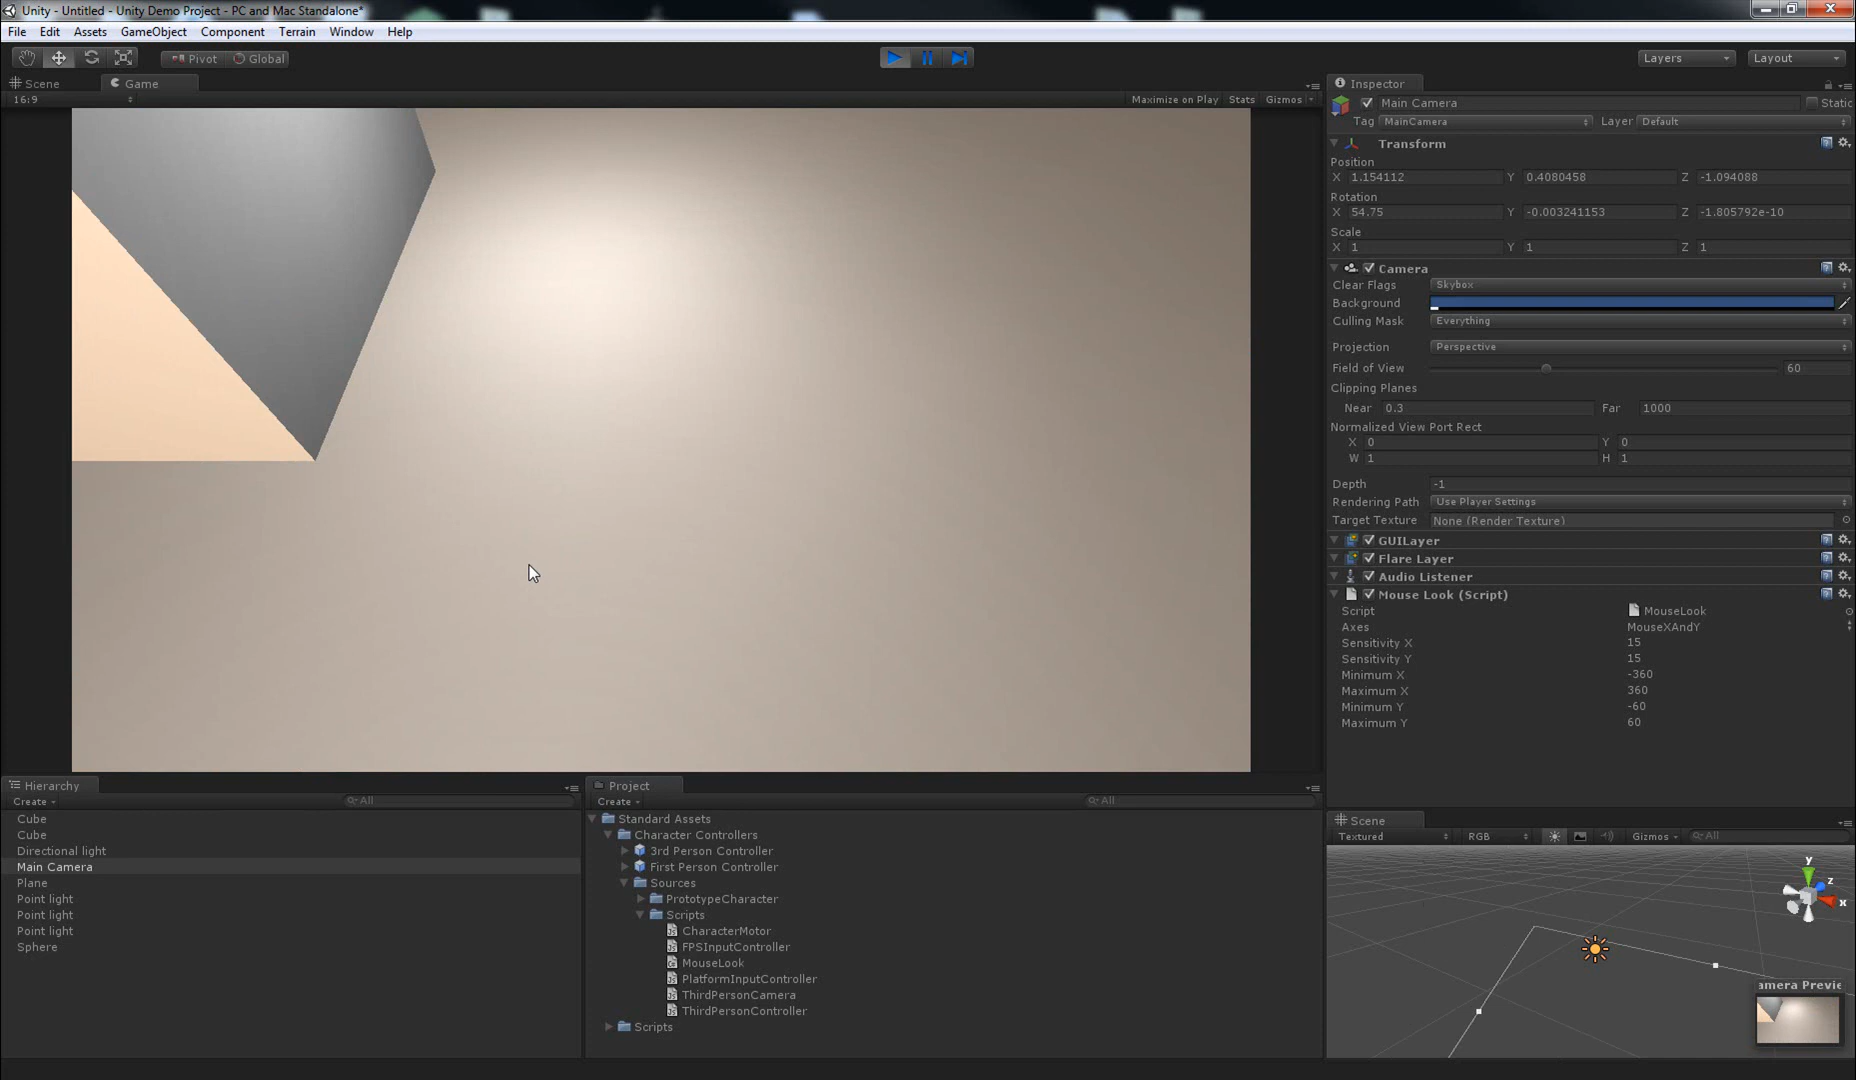 Unity - Untitled - Unity Demo Project - PC and Mac Standalone*
File Edit Assets GameObject Component Terrain Window Help
Pivot Global Layers Layout
Scene Game
16:9 Maximize on Play Stats Gizmos
Inspector
Main Camera Static
Tag MainCamera Layer Default
Transform
Position
X 1.154112 Y 0.4080458 Z -1.094088
Rotation
X 54.75 Y -0.003241153 Z -1.805792e-10
Scale
X 1 Y 1 Z 1
Camera
Clear Flags Skybox
Background
Culling Mask Everything
Projection Perspective
Field of View 60
Clipping Planes
Near 0.3 Far 1000
Normalized View Port Rect
X 0 Y 0
W 1 H 1
Depth -1
Rendering Path Use Player Settings
Target Texture None (Render Texture)
GUILayer
Flare Layer
Audio Listener
Mouse Look (Script)
Script MouseLook
Axes MouseXAndY
Sensitivity X 15
Sensitivity Y 15
Minimum X -360
Maximum X 360
Minimum Y -60
Maximum Y 60
Hierarchy
Create All
Cube
Cube
Directional light
Main Camera
Plane
Point light
Point light
Point light
Sphere
Project
Create All
Standard Assets
Character Controllers
3rd Person Controller
First Person Controller
Sources
PrototypeCharacter
Scripts
CharacterMotor
FPSInputController
MouseLook
PlatformInputController
ThirdPersonCamera
ThirdPersonController
Scripts
Scene
Textured RGB Gizmos All
y
z
x
amera Previe